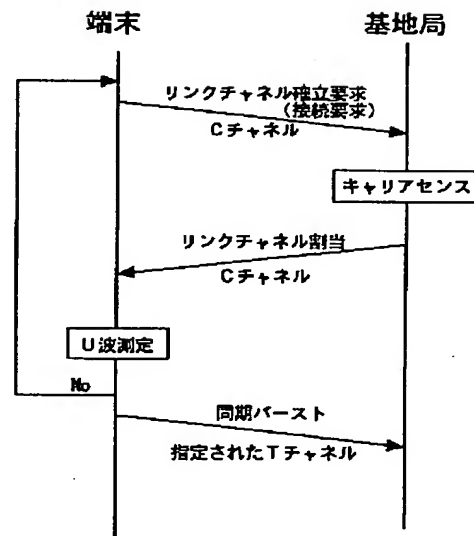 端末
基地局
リンクチャネル確立要求
(接続要求)
Cチャネル
キャリアセンス
リンクチャネル割当
Cチャネル
U波測定
No
同期バースト
指定されたTチャネル